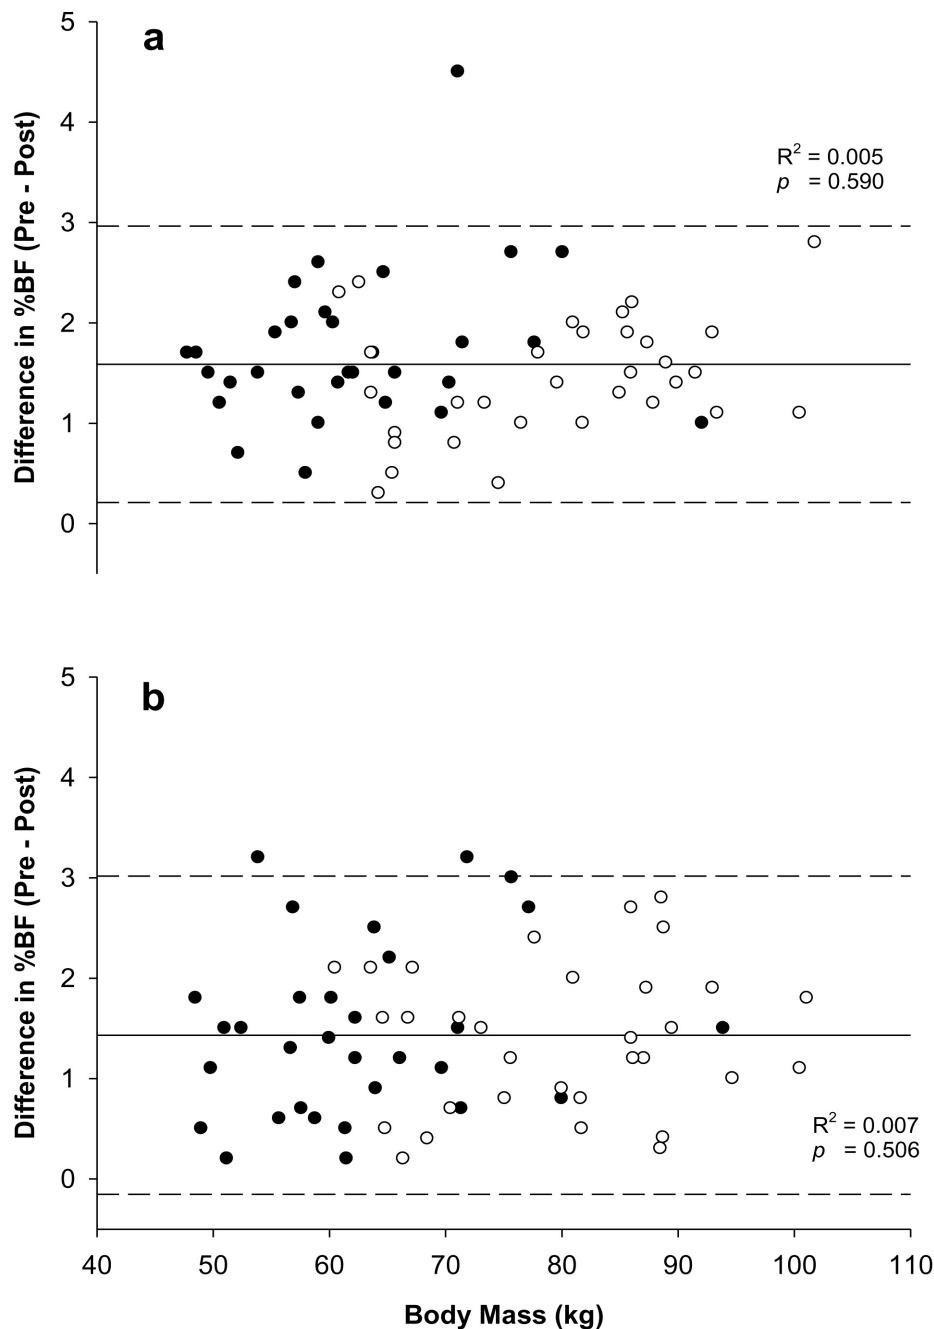 a
5
4
3
2
1
0
Difference in %BF (Pre - Post)
R² = 0.005
p = 0.590
b
5
4
3
2
1
0
Difference in %BF (Pre - Post)
R² = 0.007
p = 0.506
40 50 60 70 80 90 100 110
Body Mass (kg)